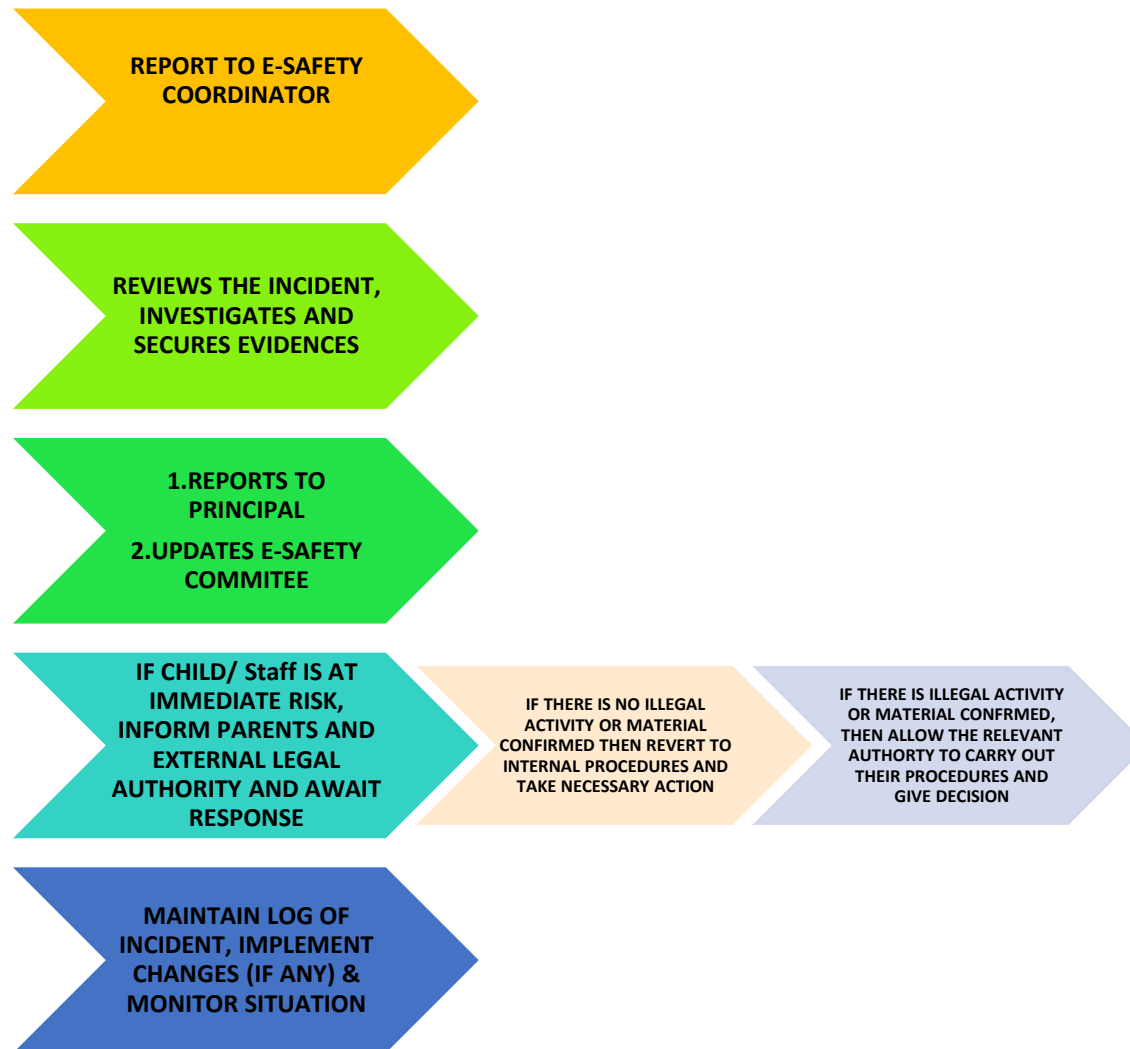 REPORT TO E-SAFETY
COORDINATOR
REVIEWS THE INCIDENT,
INVESTIGATES AND
SECURES EVIDENCES
1.REPORTS TO
PRINCIPAL
2.UPDATES E-SAFETY
COMMITEE
IF CHILD/ Staff IS AT
IMMEDIATE RISK,
INFORM PARENTS AND
EXTERNAL LEGAL
AUTHORITY AND AWAIT
RESPONSE
IF THERE IS NO ILLEGAL
ACTIVITY OR MATERIAL
CONFIRMED THEN REVERT TO
INTERNAL PROCEDURES AND
TAKE NECESSARY ACTION
IF THERE IS ILLEGAL ACTIVITY
OR MATERIAL CONFRMED,
THEN ALLOW THE RELEVANT
AUTHORTY TO CARRY OUT
THEIR PROCEDURES AND
GIVE DECISION
MAINTAIN LOG OF
INCIDENT, IMPLEMENT
CHANGES (IF ANY) &
MONITOR SITUATION